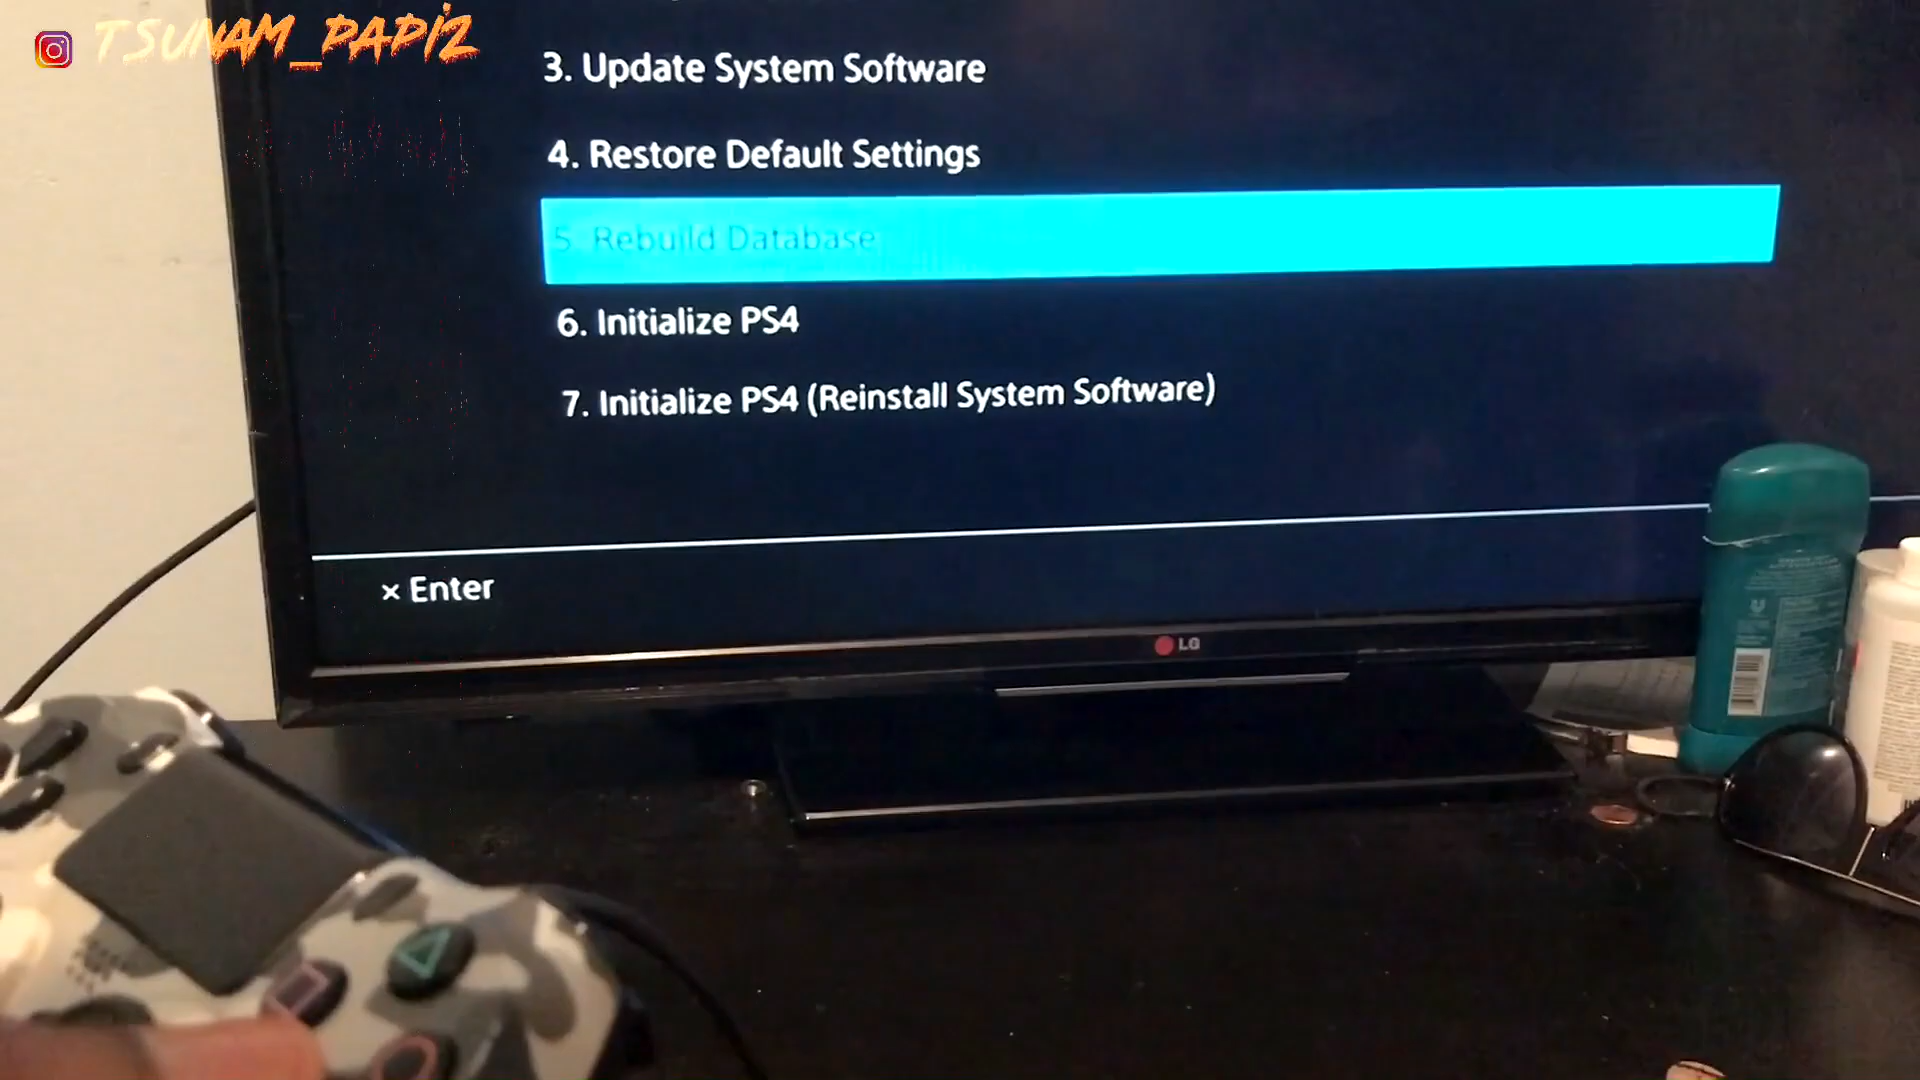 TSUNAM_PAPiZ
3. Update System Software
4. Restore Default Settings
5. Rebuild Database
6. Initialize PS4
7. Initialize PS4 (Reinstall System Software)
× Enter
LG